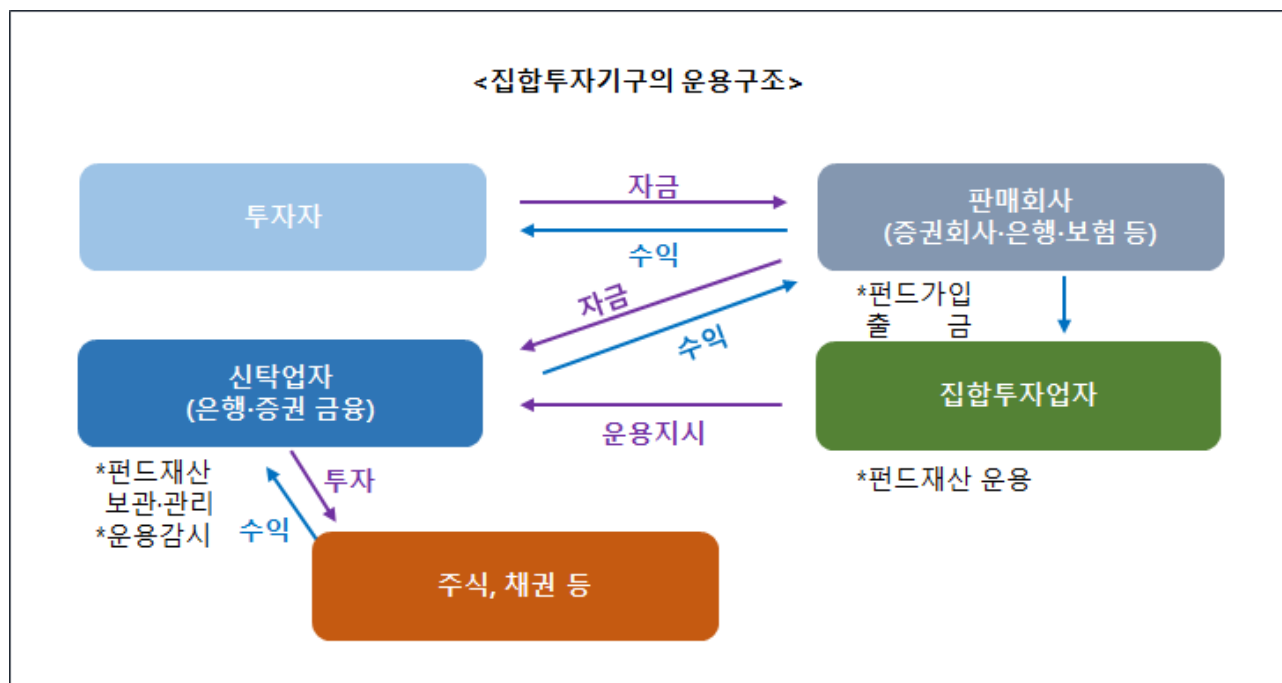 <집합투자기구의 운용구조>
투자자
자금
수익
판매회사
(증권회사·은행·보험 등)
자금
수익
*펀드가입
출 금
신탁업자
(은행·증권 금융)
운용지시
집합투자업자
*펀드재산
보관·관리
*운용감시
투자
수익
*펀드재산 운용
주식, 채권 등